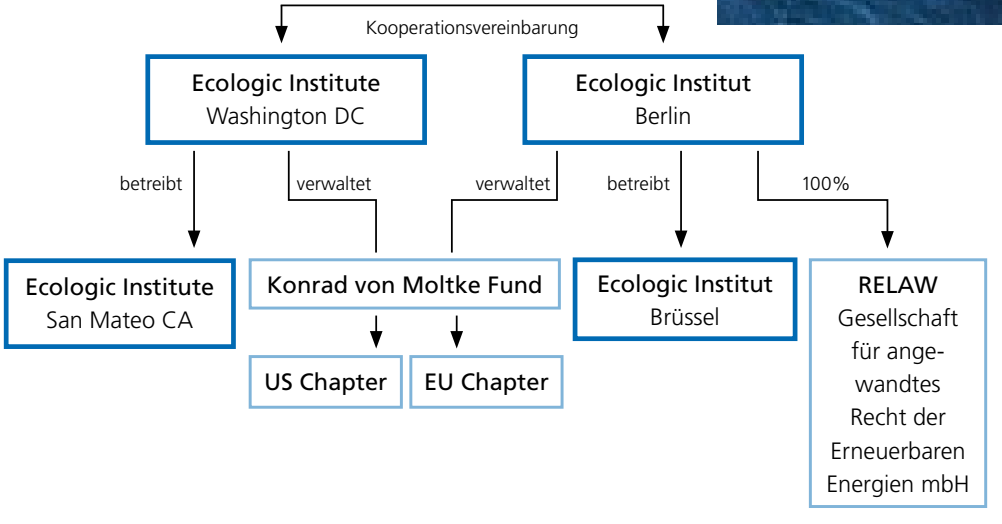 Kooperationsvereinbarung
Ecologic Institute
Washington DC
Ecologic Institut
Berlin
betreibt
verwaltet
verwaltet
betreibt
100%
Ecologic Institute
San Mateo CA
Konrad von Moltke Fund
US Chapter
EU Chapter
Ecologic Institut
Brüssel
RELAW
Gesellschaft
für ange-
wandtes
Recht der
Erneuerbaren
Energien mbH